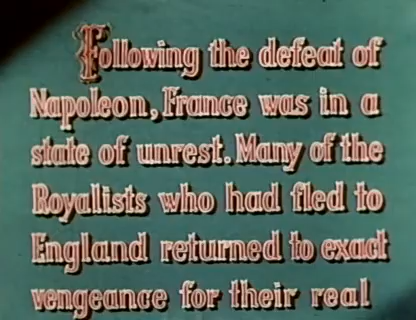 Following the defeat of
Napoleon, France was in a
state of unrest. Many of the
Royalists who had fled to
England returned to exact
vengeance for their real